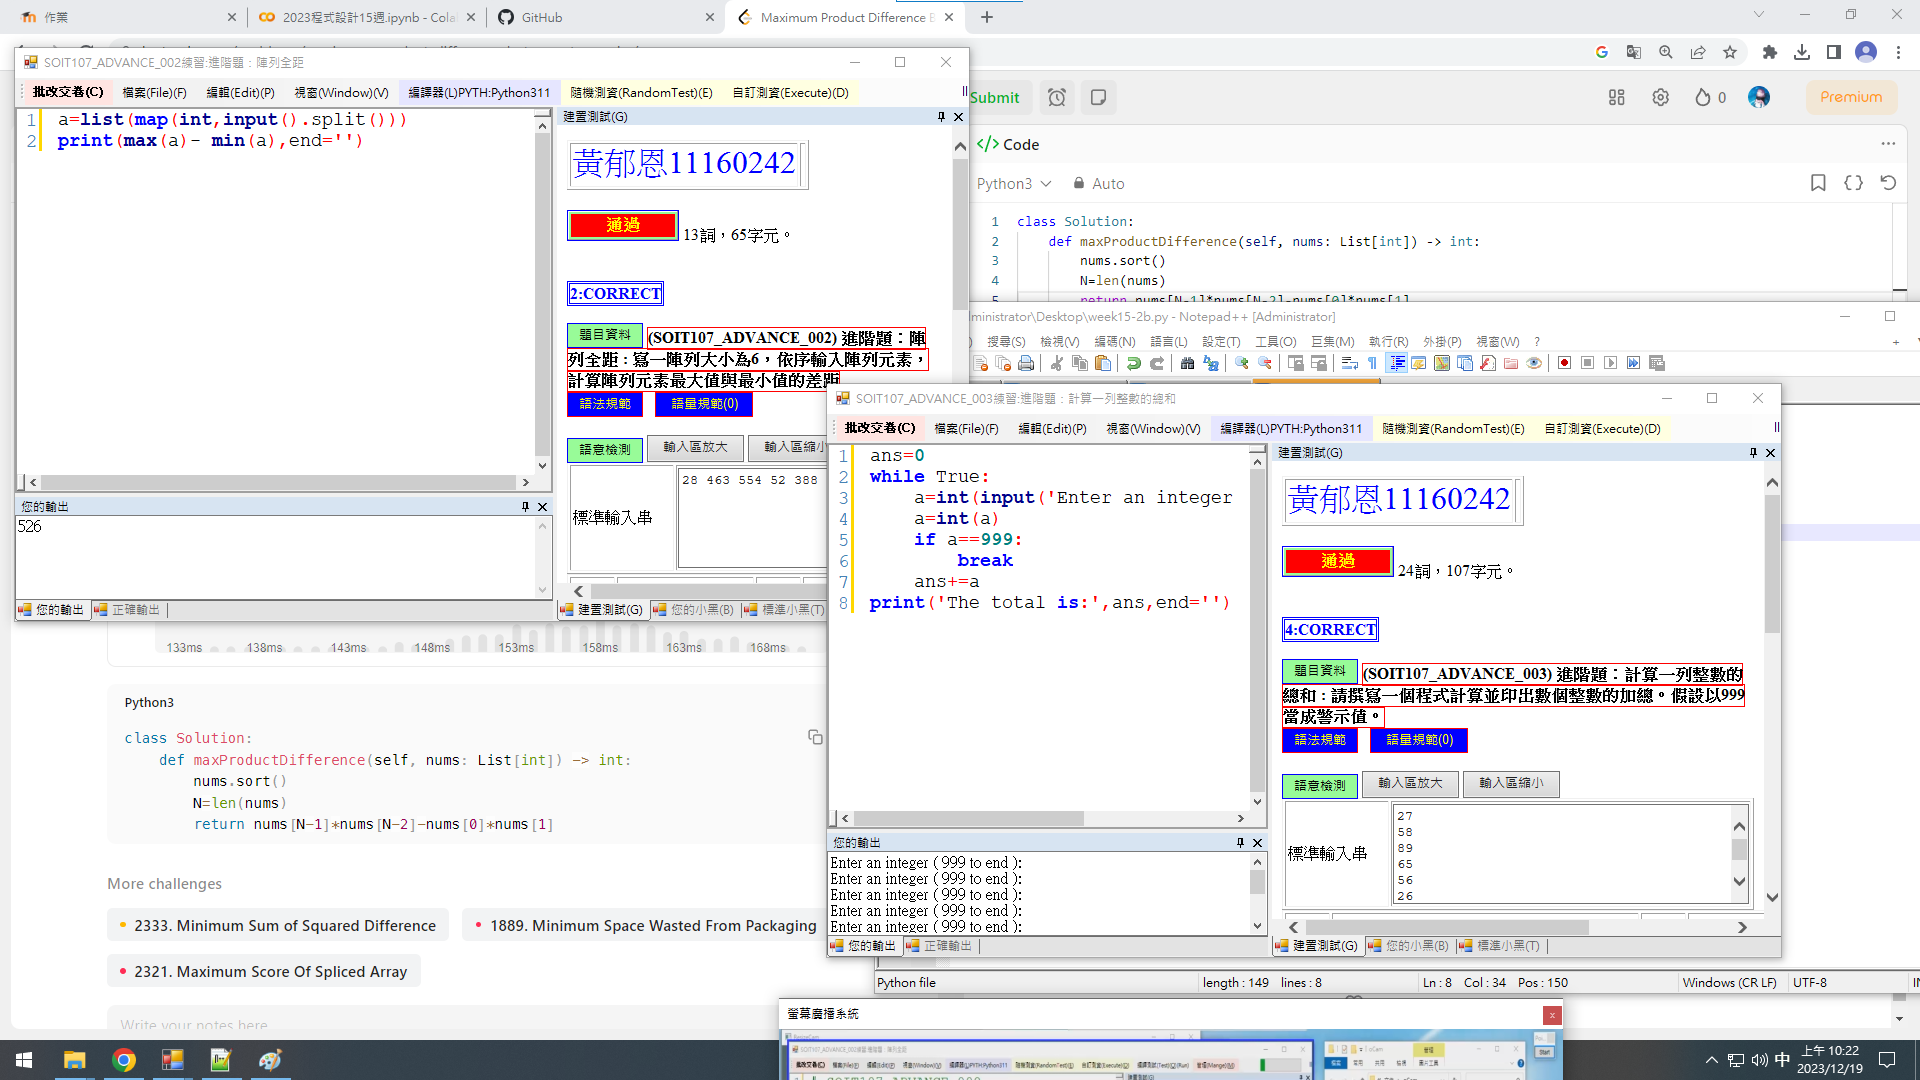 作業
2023程式設計15週.ipynb - Cola
GitHub
Maximum Product Difference B
SOIT107_ADVANCE_002練習:進階題：陣列全距
批改交卷(C)
檔案(File)(F)
編輯(Edit)(P)
視窗(Window)(V)
編譯器(L)PYTH:Python311
隨機測資(RandomTest)(E)
自訂測資(Execute)(D)
1 a=list(map(int,input().split()))
2 print(max(a)- min(a),end='')
建置測試(G)
黃郁恩11160242
通過 13詞，65字元。
2:CORRECT
題目資料 (SOIT107_ADVANCE_002) 進階題：陣
列全距 : 寫一陣列大小為6，依序輸入陣列元素，
計算陣列元素最大值與最小值的差距
語法規範 語量規範(0)
語意檢測 輸入區放大 輸入區縮小
標準輸入串
28 463 554 52 388
您的輸出
526
您的輸出 正確輸出
建置測試(G) 您的小黑(B) 標準小黑(T)
Submit
0
Premium
</> Code
Python3
Auto
1 class Solution:
2 def maxProductDifference(self, nums: List[int]) -> int:
3 nums.sort()
4 N=len(nums)
5 return nums[N-1]*nums[N-2]-nums[0]*nums[1]
ministrator\Desktop\week15-2b.py - Notepad++ [Administrator]
搜尋(S) 檢視(V) 編碼(N) 語言(L) 設定(T) 工具(O) 巨集(M) 執行(R) 外掛(P) 視窗(W) ?
SOIT107_ADVANCE_003練習:進階題：計算一列整數的總和
批改交卷(C)
檔案(File)(F)
編輯(Edit)(P)
視窗(Window)(V)
編譯器(L)PYTH:Python311
隨機測資(RandomTest)(E)
自訂測資(Execute)(D)
1 ans=0
2 while True:
3 a=int(input('Enter an integer
4 a=int(a)
5 if a==999:
6 break
7 ans+=a
8 print('The total is:',ans,end='')
建置測試(G)
黃郁恩11160242
通過 24詞，107字元。
4:CORRECT
題目資料 (SOIT107_ADVANCE_003) 進階題：計算一列整數的
總和 : 請撰寫一個程式計算並印出數個整數的加總。假設以999
當成警示值。
語法規範 語量規範(0)
語意檢測 輸入區放大 輸入區縮小
標準輸入串
27
58
89
65
56
26
您的輸出
Enter an integer ( 999 to end ):
Enter an integer ( 999 to end ):
Enter an integer ( 999 to end ):
Enter an integer ( 999 to end ):
Enter an integer ( 999 to end ):
您的輸出 正確輸出
建置測試(G) 您的小黑(B) 標準小黑(T)
133ms 138ms 143ms 148ms 153ms 158ms 163ms 168ms
Python3
class Solution:
def maxProductDifference(self, nums: List[int]) -> int:
nums.sort()
N=len(nums)
return nums[N-1]*nums[N-2]-nums[0]*nums[1]
More challenges
2333. Minimum Sum of Squared Difference
1889. Minimum Space Wasted From Packaging
2321. Maximum Score Of Spliced Array
Write your notes here
Python file
length : 149 lines : 8
Ln : 8 Col : 34 Pos : 150
Windows (CR LF)
UTF-8
螢幕廣播系統
中
上午 10:22
2023/12/19